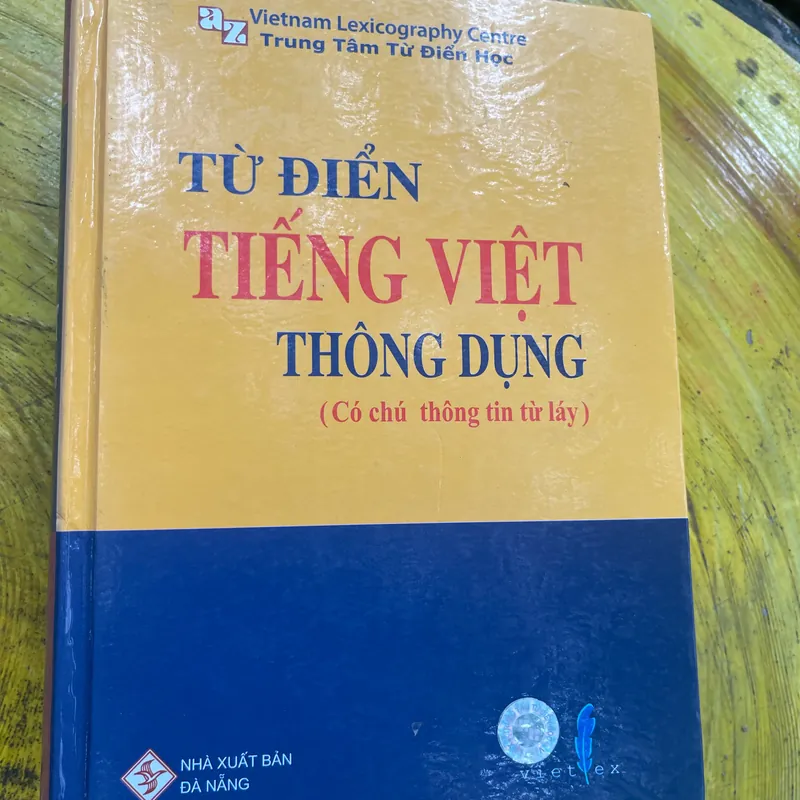 az Vietnam Lexicography Centre
Trung Tâm Từ Điển Học
TỪ ĐIỂN
TIẾNG VIỆT
THÔNG DỤNG
(Có chú thông tin từ láy)
NHÀ XUẤT BẢN
ĐÀ NẴNG
vietlex